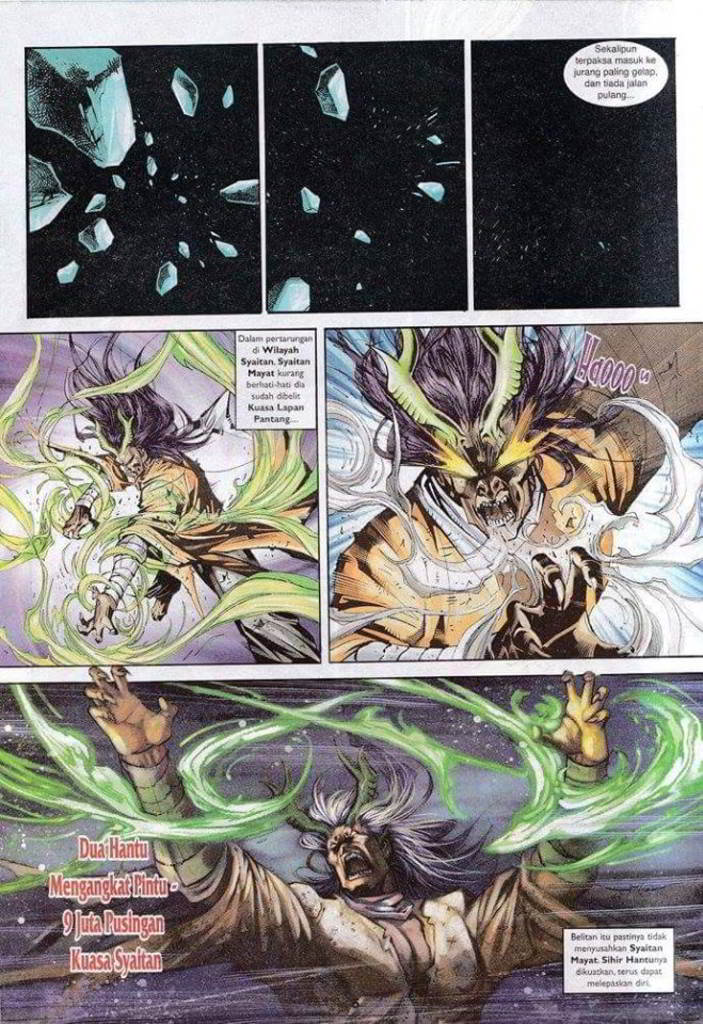 Sekalipun
terpaksa masuk ke
jurang paling gelap,
dan tiada jalan
pulang...
Dalam pertarungan
di Wilayah
Syaitan, Syaitan
Mayat kurang
berhati-hati dia
sudah dibelit
Kuasa Lapan
Pantang....
Haooo"
Dua Hantu
Mengangkat Pintu -
9 Juta Pusingan
Kuasa Syaitan
Belitan itu pastinya tidak
menyusahkan Syaitan
Mayat. Sihir Hantunya
dikuatkan, terus dapat
melepaskan diri.